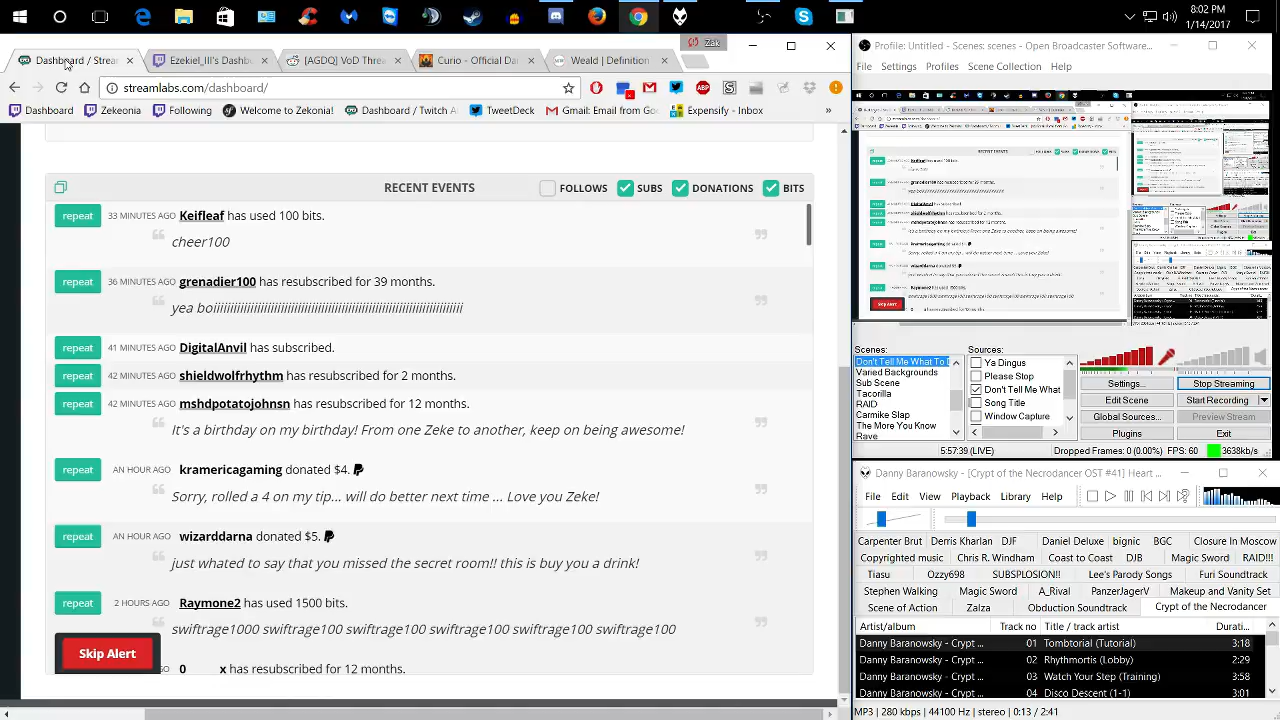 8:02 PM
1/14/2017
Dashboard / Strea
Ezekiel_III's Dashbo
[AGDQ] VoD Threa
Curio - Official Da
Weald | Definition
Zak
streamlabs.com/dashboard/
Dashboard
Following
Dashboard / Twitch A
TweetDeck
Gmail: Email from Go
Expensify - Inbox
RECENT EVENTS
FOLLOWS
SUBS
DONATIONS
BITS
repeat
33 MINUTES AGO
has used 100 bits.
cheer100
repeat
36 MINUTES AGO grenadier100 has resubscribed for 39 months.
repeat
41 MINUTES AGO DigitalAnvil has subscribed.
repeat
42 MINUTES AGO
has resubscribed for 2 months.
repeat
42 MINUTES AGO mshdpotatojohnsn has resubscribed for 12 months.
It's a birthday on my birthday! From one Zeke to another, keep on being awesome!
repeat
AN HOUR AGO kramericagaming donated $4.
Sorry, rolled a 4 on my tip... will do better next time ... Love you Zeke!
repeat
AN HOUR AGO wizarddarna donated $5.
just whated to say that you missed the secret room!! this is buy you a drink!
repeat
2 HOURS AGO Raymone2 has used 1500 bits.
swiftrage1000 swiftrage100 swiftrage100 swiftrage100 swiftrage100 swiftrage100
Skip Alert
has resubscribed for 12 months.
Profile: Untitled - Scenes: scenes - Open Broadcaster Software...
File Settings Profiles Scene Collection Help
Scenes:
Don't Tell Me What To D
Varied Backgrounds
Sub Scene
Tacorilla
RAID
Carmike Slap
The More You Know
Rave
Sources:
Ya Dingus
Please Stop
Don't Tell Me What
Song Title
Window Capture
Settings...
Stop Streaming
Edit Scene
Start Recording
Global Sources...
Preview Stream
Plugins
Exit
5:57:39 (LIVE)
Dropped Frames: 0 (0.00%)
FPS: 60
3638kb/s
Danny Baranowsky - [Crypt of the Necrodancer OST #41] Heart
File Edit View Playback Library Help
Carpenter Brut Derris Kharlan DJF Daniel Deluxe bignic BGC Closure In Moscow
Copyrighted music Chris R. Windham Coast to Coast DJB Magic Sword RAID!!!
Tiasu Ozzy698 SUBSPLOSION!! Lee's Parody Songs Furi Soundtrack
Stephen Walking Magic Sword A_Rival PanzerJagerV Makeup and Vanity Set
Scene of Action Zalza Obduction Soundtrack Crypt of the Necrodancer
Artist/album Track no Title / track artist Durati...
Danny Baranowsky - Crypt ... 01 Tombtorial (Tutorial) 3:18
Danny Baranowsky - Crypt ... 02 Rhythmortis (Lobby) 2:29
Danny Baranowsky - Crypt ... 03 Watch Your Step (Training) 3:58
Danny Baranowsky - Crypt ... 04 Disco Descent (1-1) 3:01
MP3 | 280 kbps | 44100 Hz | stereo | 0:13 / 2:41